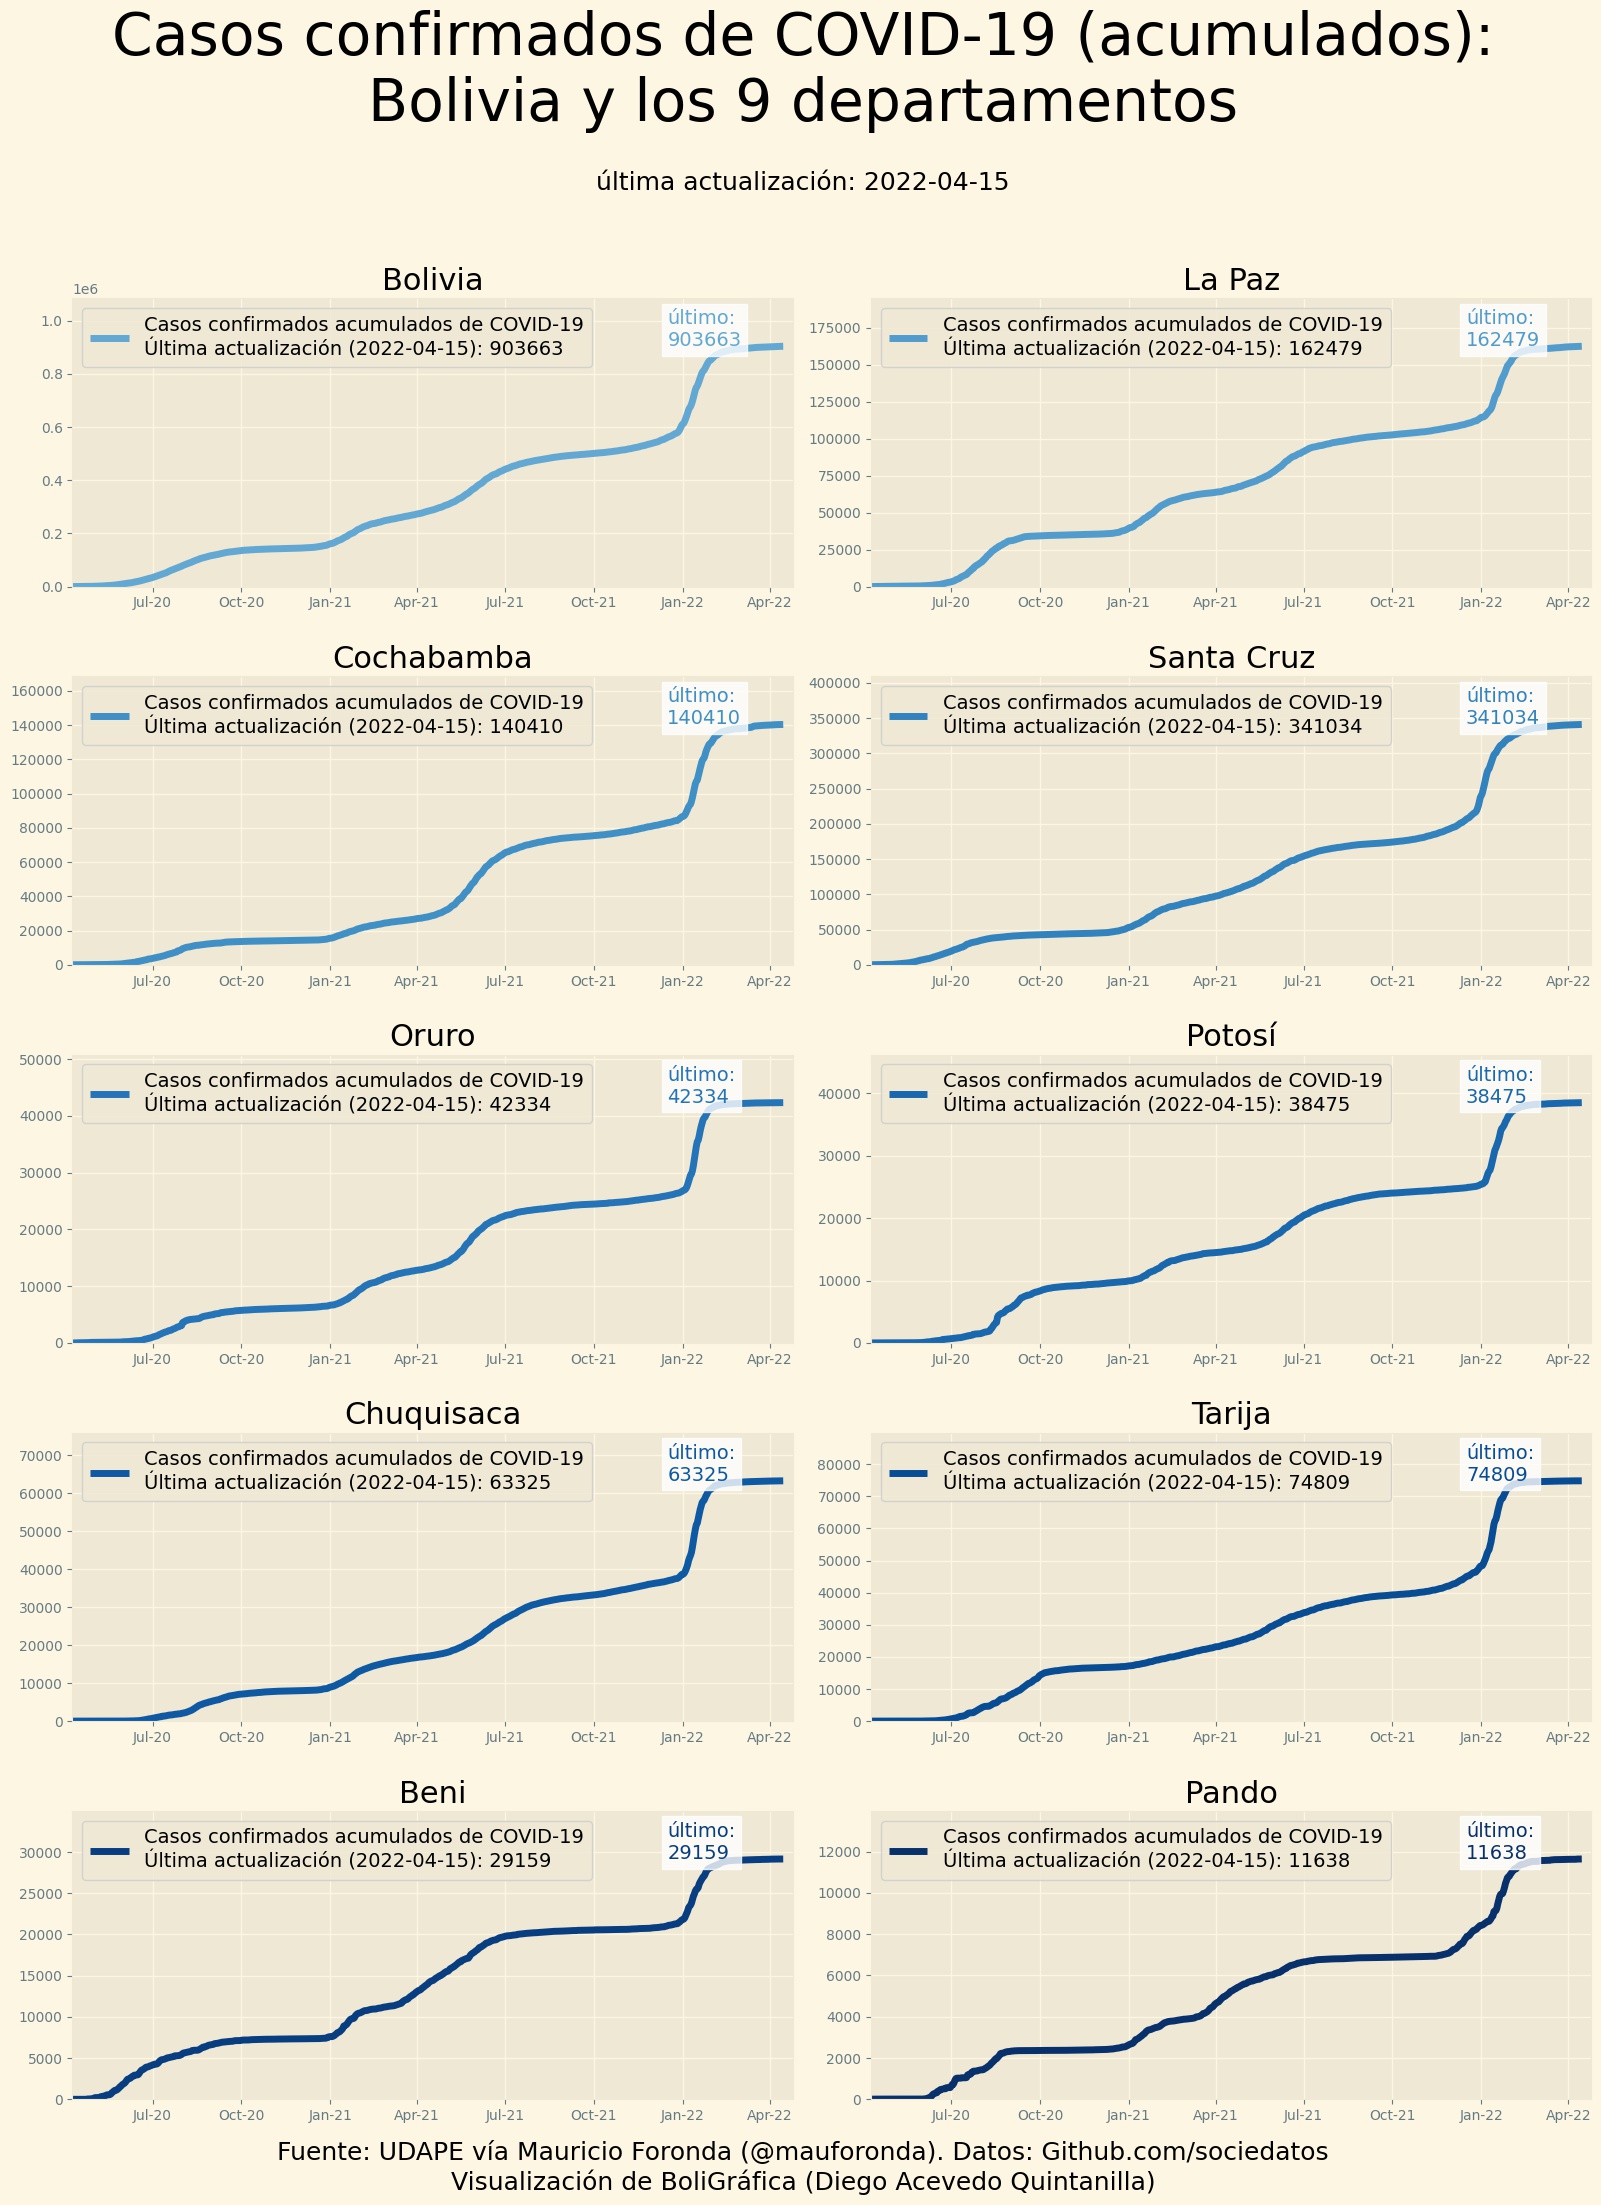 Casos confirmados de COVID-19 (acumulados):
Bolivia y los 9 departamentos
última actualización: 2022-04-15
Bolivia
1e6
Casos confirmados acumulados de COVID-19
Última actualización (2022-04-15): 903663
último:
903663
1.0
0.8
0.6
0.4
0.2
0.0
Jul-20 Oct-20 Jan-21 Apr-21 Jul-21 Oct-21 Jan-22 Apr-22
La Paz
Casos confirmados acumulados de COVID-19
Última actualización (2022-04-15): 162479
último:
162479
175000
150000
125000
100000
75000
50000
25000
0
Jul-20 Oct-20 Jan-21 Apr-21 Jul-21 Oct-21 Jan-22 Apr-22
Cochabamba
Casos confirmados acumulados de COVID-19
Última actualización (2022-04-15): 140410
último:
140410
160000
140000
120000
100000
80000
60000
40000
20000
0
Jul-20 Oct-20 Jan-21 Apr-21 Jul-21 Oct-21 Jan-22 Apr-22
Santa Cruz
Casos confirmados acumulados de COVID-19
Última actualización (2022-04-15): 341034
último:
341034
400000
350000
300000
250000
200000
150000
100000
50000
0
Jul-20 Oct-20 Jan-21 Apr-21 Jul-21 Oct-21 Jan-22 Apr-22
Oruro
Casos confirmados acumulados de COVID-19
Última actualización (2022-04-15): 42334
último:
42334
50000
40000
30000
20000
10000
0
Jul-20 Oct-20 Jan-21 Apr-21 Jul-21 Oct-21 Jan-22 Apr-22
Potosí
Casos confirmados acumulados de COVID-19
Última actualización (2022-04-15): 38475
último:
38475
40000
30000
20000
10000
0
Jul-20 Oct-20 Jan-21 Apr-21 Jul-21 Oct-21 Jan-22 Apr-22
Chuquisaca
Casos confirmados acumulados de COVID-19
Última actualización (2022-04-15): 63325
último:
63325
70000
60000
50000
40000
30000
20000
10000
0
Jul-20 Oct-20 Jan-21 Apr-21 Jul-21 Oct-21 Jan-22 Apr-22
Tarija
Casos confirmados acumulados de COVID-19
Última actualización (2022-04-15): 74809
último:
74809
80000
70000
60000
50000
40000
30000
20000
10000
0
Jul-20 Oct-20 Jan-21 Apr-21 Jul-21 Oct-21 Jan-22 Apr-22
Beni
Casos confirmados acumulados de COVID-19
Última actualización (2022-04-15): 29159
último:
29159
30000
25000
20000
15000
10000
5000
0
Jul-20 Oct-20 Jan-21 Apr-21 Jul-21 Oct-21 Jan-22 Apr-22
Pando
Casos confirmados acumulados de COVID-19
Última actualización (2022-04-15): 11638
último:
11638
12000
10000
8000
6000
4000
2000
0
Jul-20 Oct-20 Jan-21 Apr-21 Jul-21 Oct-21 Jan-22 Apr-22
Fuente: UDAPE vía Mauricio Foronda (@mauforonda). Datos: Github.com/sociedatos
Visualización de BoliGráfica (Diego Acevedo Quintanilla)